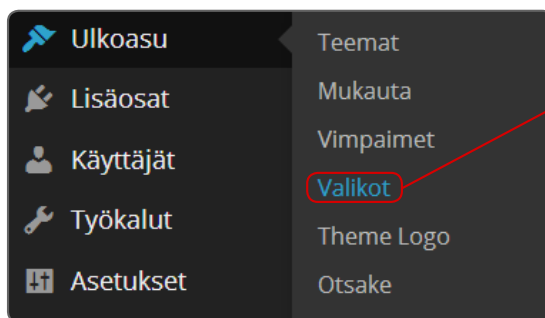 Ulkoasu
Lisäosat
Käyttäjät
Työkalut
Asetukset
Teemat
Mukauta
Vimpaimet
Valikot
Theme Logo
Otsake